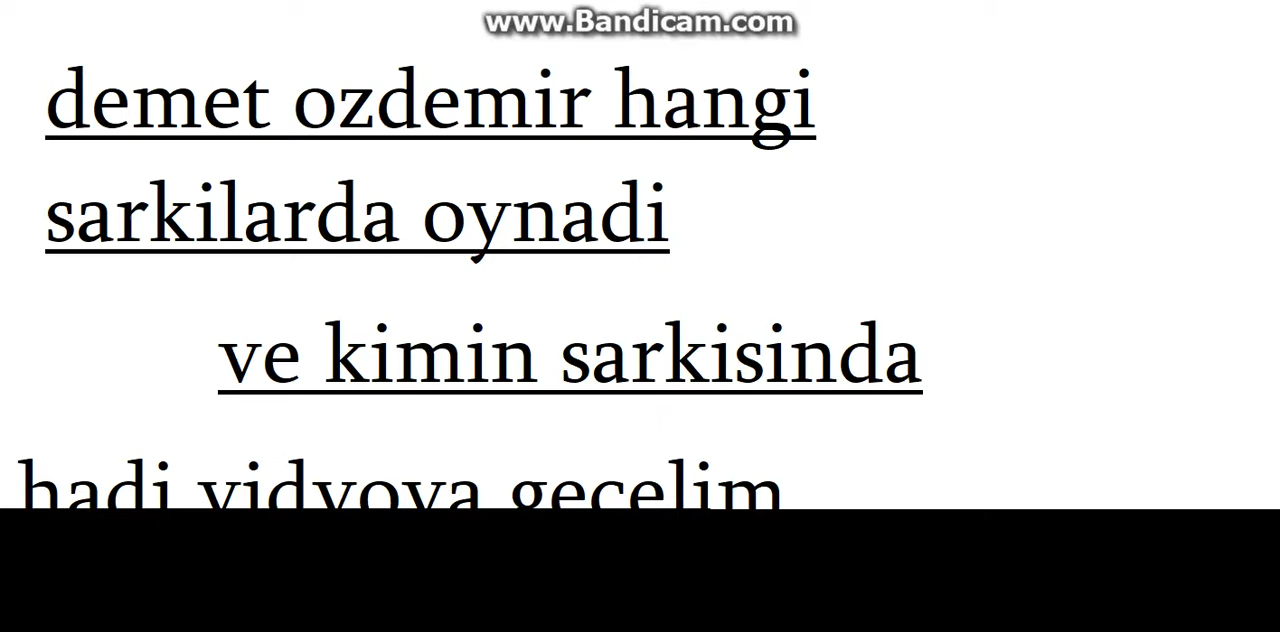 www.Bandicam.com
demet ozdemir hangi
sarkilarda oynadi
ve kimin sarkisinda
hadi vidyoya gecelim